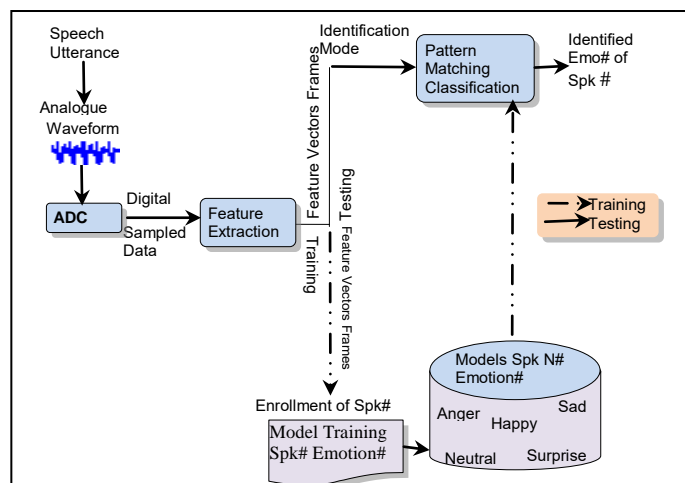 Speech
Utterance
Analogue
Waveform
ADC
Digital
Sampled
Data
Feature
Extraction
Feature Vectors Frames
Identification
Mode
Pattern
Matching
Classification
Identified
Emo# of
Spk #
Testing
Training
Feature Vectors Frames
Training
Testing
Enrollment of Spk#
Model Training
Spk# Emotion#
Models Spk N#
Emotion#
Anger
Happy
Sad
Neutral
Surprise